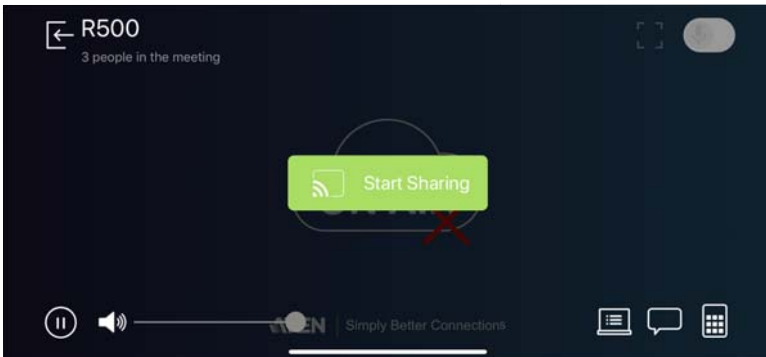 R500
3 people in the meeting
Start Sharing
Simply Better Connections